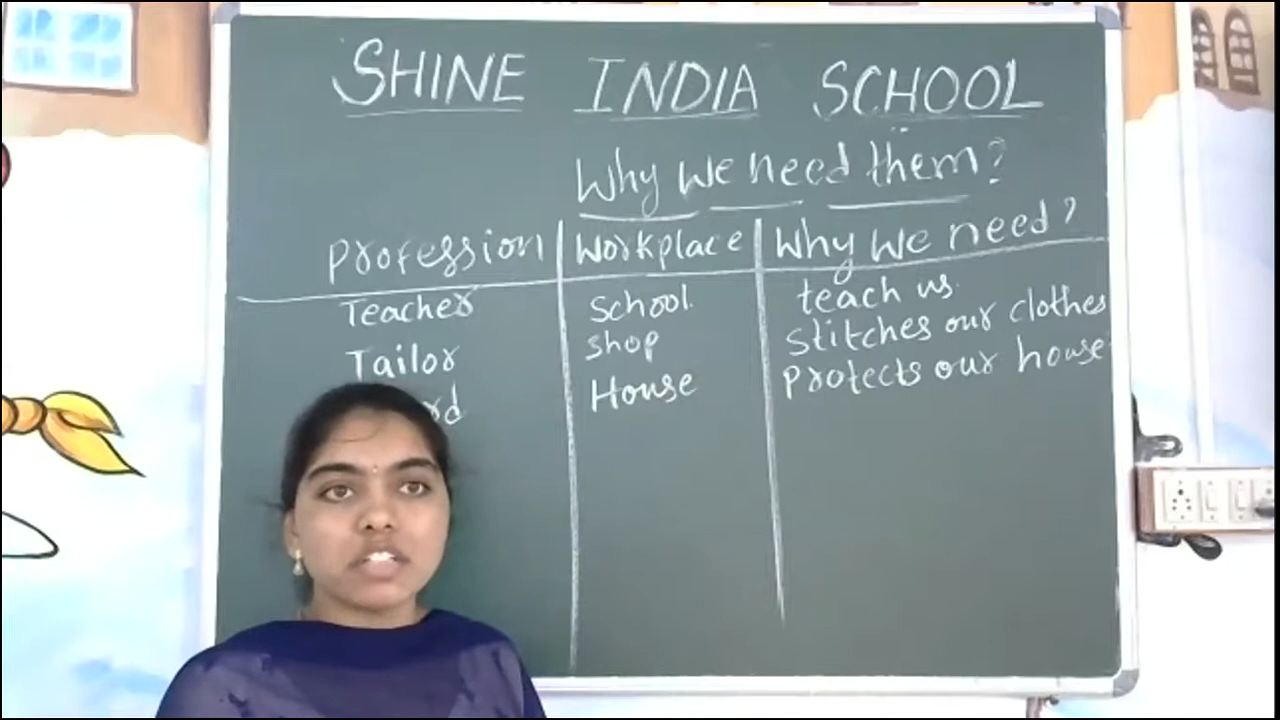 SHINE INDIA SCHOOL
Why we need them?
Profession Workplace Why we need?
Teacher School teach us
Tailor shop stitches our clothes
House protects our house